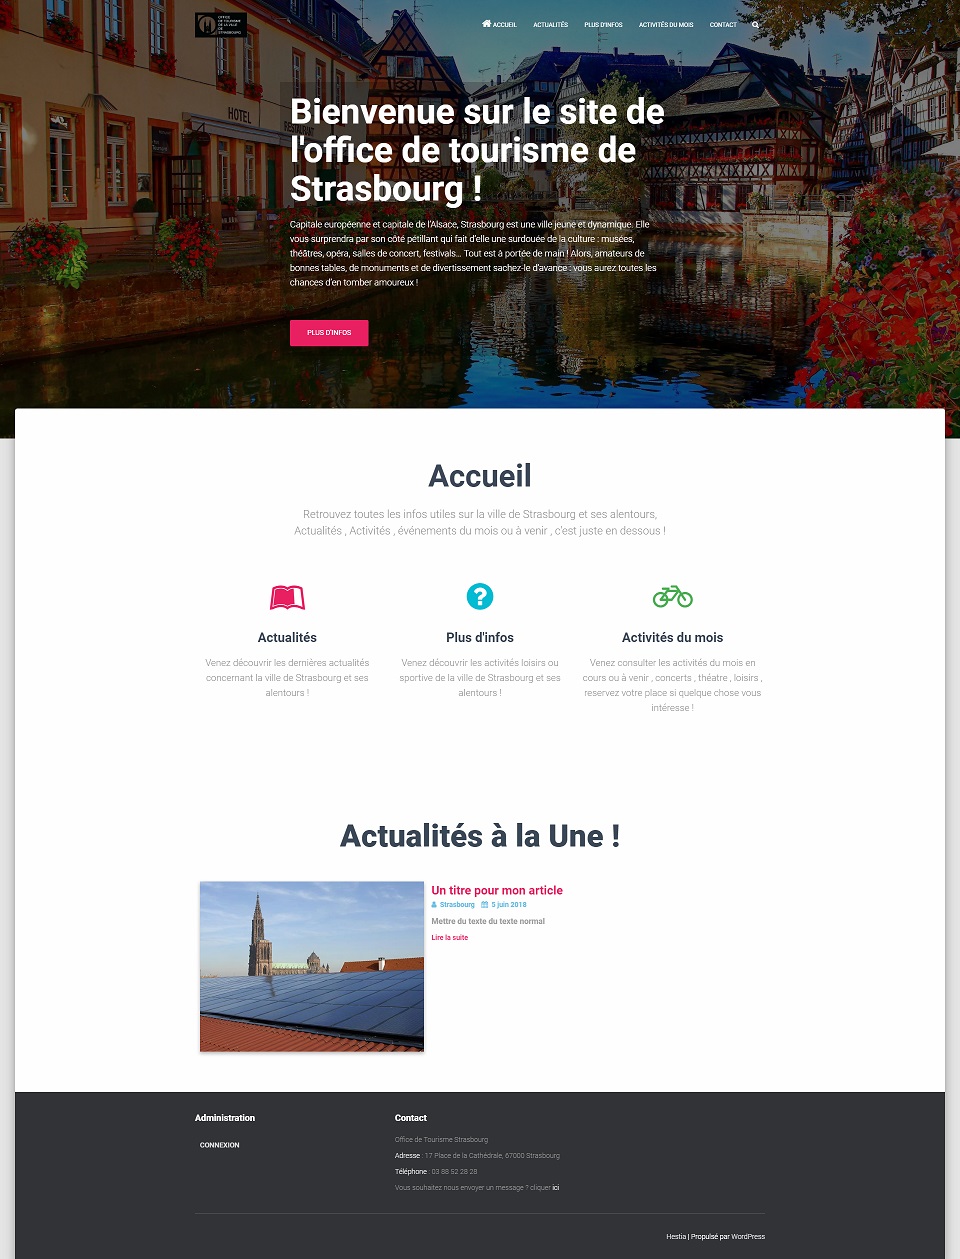 OFFICE
DE TOURISME
DE LA VILLE
DE
STRASBOURG
ACCUEIL ACTUALITÉS PLUS D'INFOS ACTIVITÉS DU MOIS CONTACT
HOTEL
RESTAURANT
Bienvenue sur le site de
l'office de tourisme de
Strasbourg !
Capitale européenne et capitale de l'Alsace, Strasbourg est une ville jeune et dynamique. Elle
vous surprendra par son côté pétillant qui fait d'elle une surdouée de la culture : musées,
théâtres, opéra, salles de concert, festivals... Tout est à portée de main ! Alors, amateurs de
bonnes tables, de monuments et de divertissement sachez-le d'avance : vous aurez toutes les
chances d'en tomber amoureux !
PLUS D'INFOS
Accueil
Retrouvez toutes les infos utiles sur la ville de Strasbourg et ses alentours,
Actualités , Activités , événements du mois ou à venir , c'est juste en dessous !
Actualités
Venez découvrir les dernières actualités
concernant la ville de Strasbourg et ses
alentours !
Plus d'infos
Venez découvrir les activités loisirs ou
sportive de la ville de Strasbourg et ses
alentours !
Activités du mois
Venez consulter les activités du mois en
cours ou à venir , concerts , théatre , loisirs ,
reservez votre place si quelque chose vous
intéresse !
Actualités à la Une !
Un titre pour mon article
Strasbourg 5 juin 2018
Mettre du texte du texte normal
Lire la suite
Administration
CONNEXION
Contact
Office de Tourisme Strasbourg
Adresse : 17 Place de la Cathédrale, 67000 Strasbourg
Téléphone : 03 88 52 28 28
Vous souhaitez nous envoyer un message ? cliquer ici
Hestia | Propulsé par WordPress